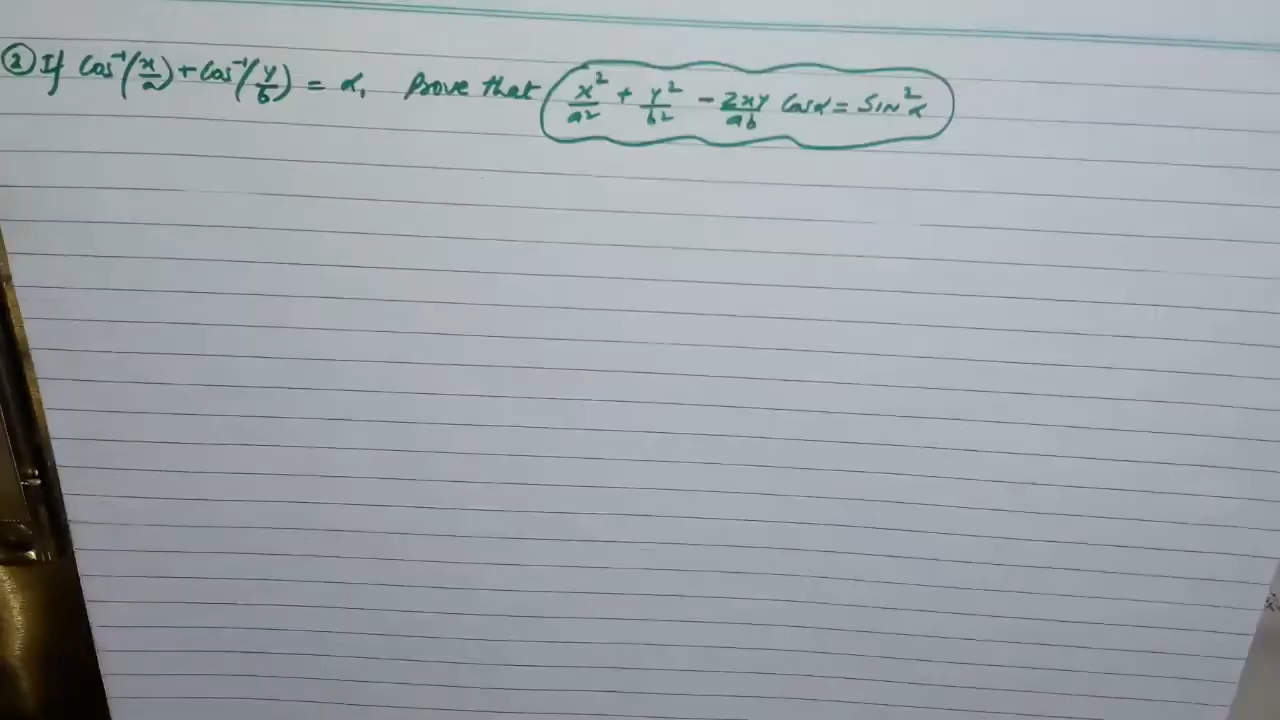 ② If Cos⁻¹(x/a) + Cos⁻¹(y/b) = α, Prove that x²/a² + y²/b² - 2xy/ab Cosα = SIN²α